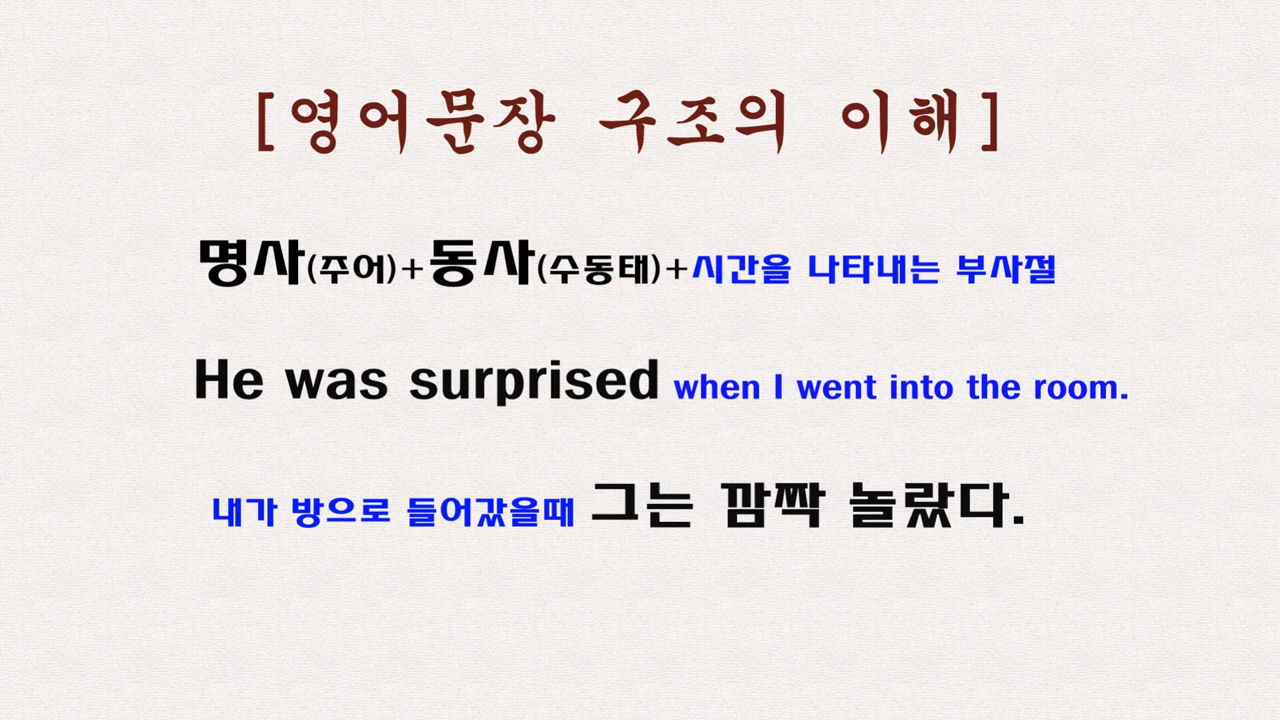 [영어문장 구조의 이해]
명사(주어)+동사(수동태)+시간을 나타내는 부사절
He was surprised when I went into the room.
내가 방으로 들어갔을때 그는 깜짝 놀랐다.